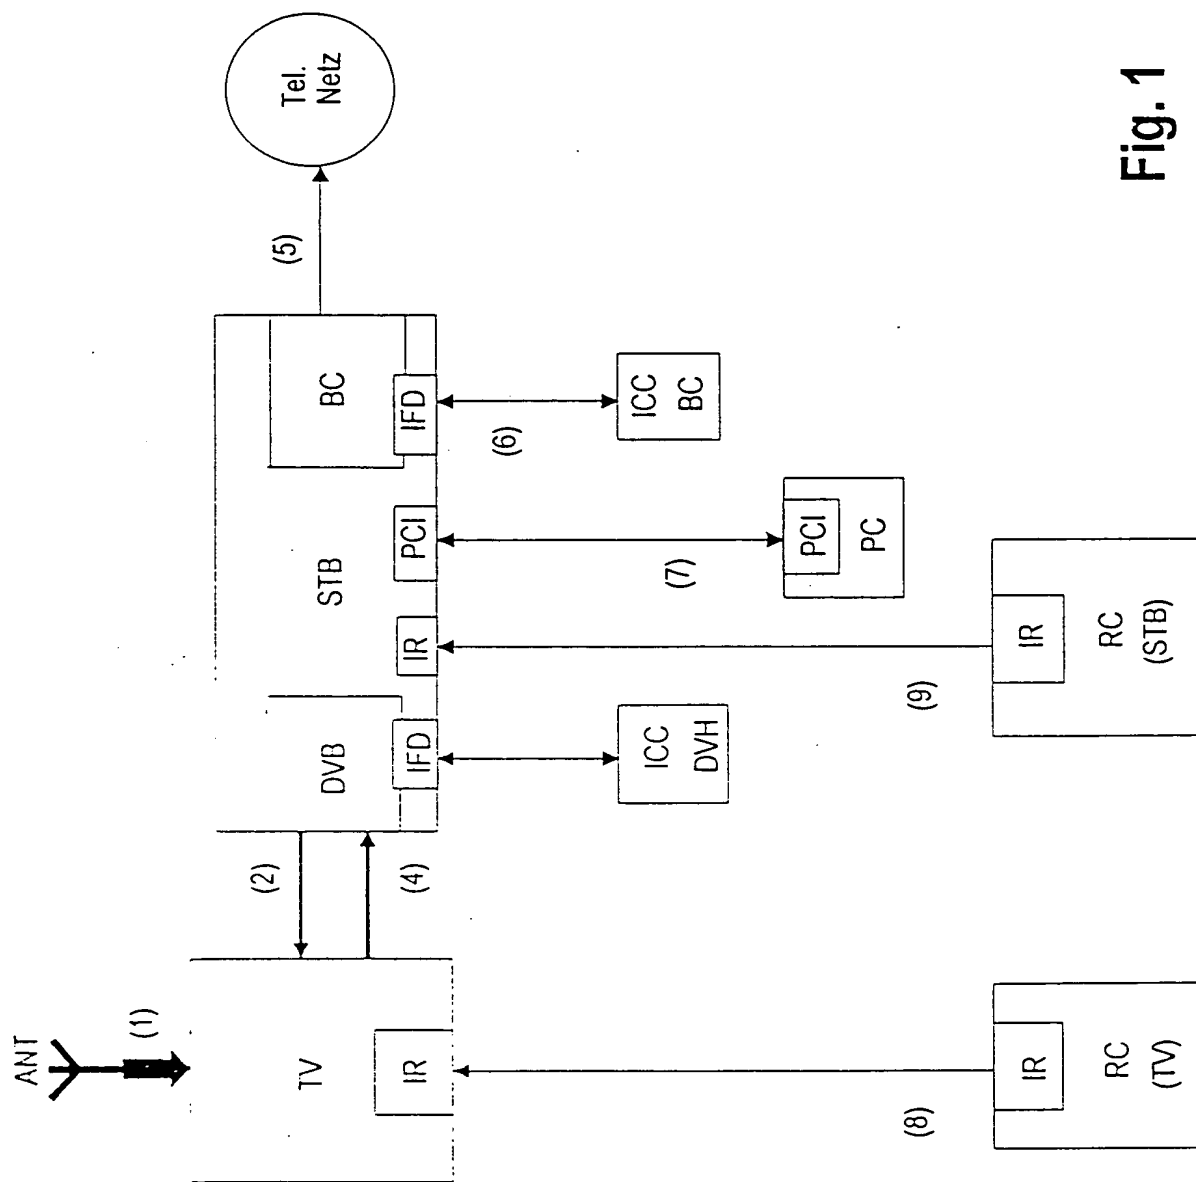 ANT
(1)
TV
IR
(2)
(4)
DVB
IFD
STB
IR
PCI
BC
IFD
(5)
Tel.
Netz
ICC
DVH
(6)
ICC
BC
(7)
PCI
PC
(8)
IR
RC
(TV)
(9)
IR
RC
(STB)
Fig. 1